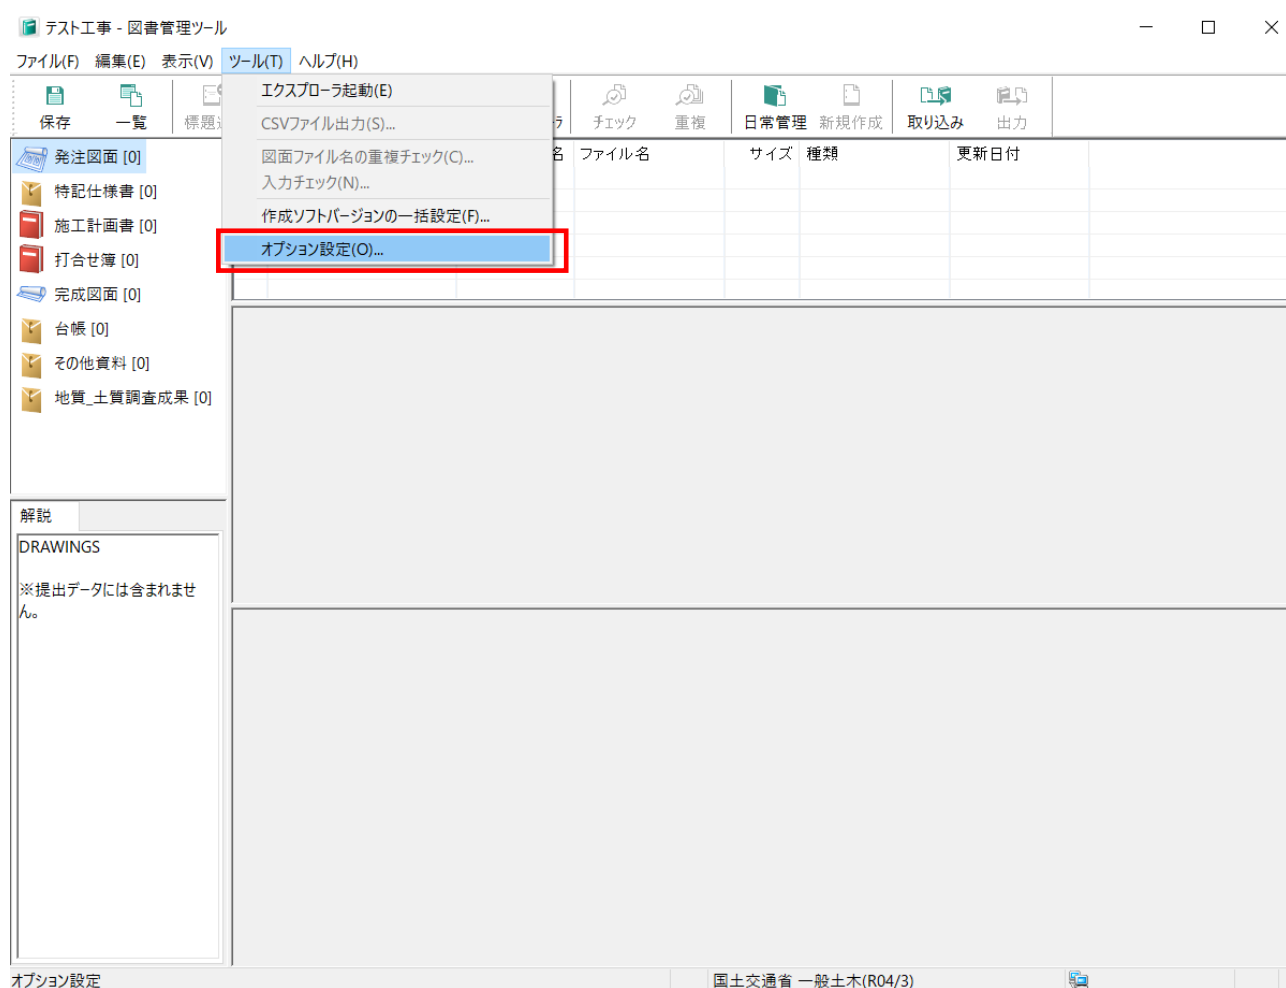 テスト工事 - 図書管理ツール
ファイル(F) 編集(E) 表示(V) ツール(T) ヘルプ(H)
保存 一覧 標題 チェック 重複 日常管理 新規作成 取り込み 出力
エクスプローラ起動(E)
CSVファイル出力(S)...
図面ファイル名の重複チェック(C)...
入力チェック(N)...
作成ソフトバージョンの一括設定(F)...
オプション設定(O)...
名 ファイル名 サイズ 種類 更新日付
発注図面 [0]
特記仕様書 [0]
施工計画書 [0]
打合せ簿 [0]
完成図面 [0]
台帳 [0]
その他資料 [0]
地質_土質調査成果 [0]
解説
DRAWINGS
※提出データには含まれませ
ん。
オプション設定 国土交通省 一般土木(R04/3)